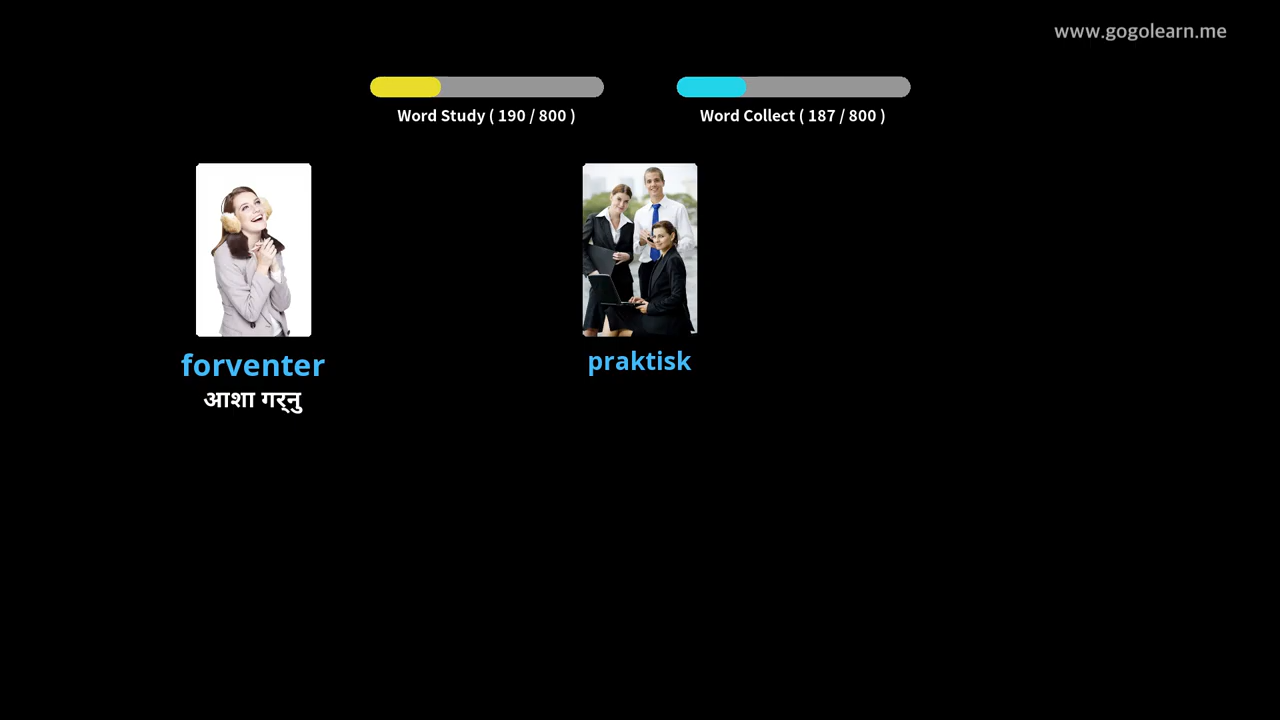 www.gogolearn.me
Word Study ( 190 / 800 )
Word Collect ( 187 / 800 )
forventer
आशा गर्नु
praktisk